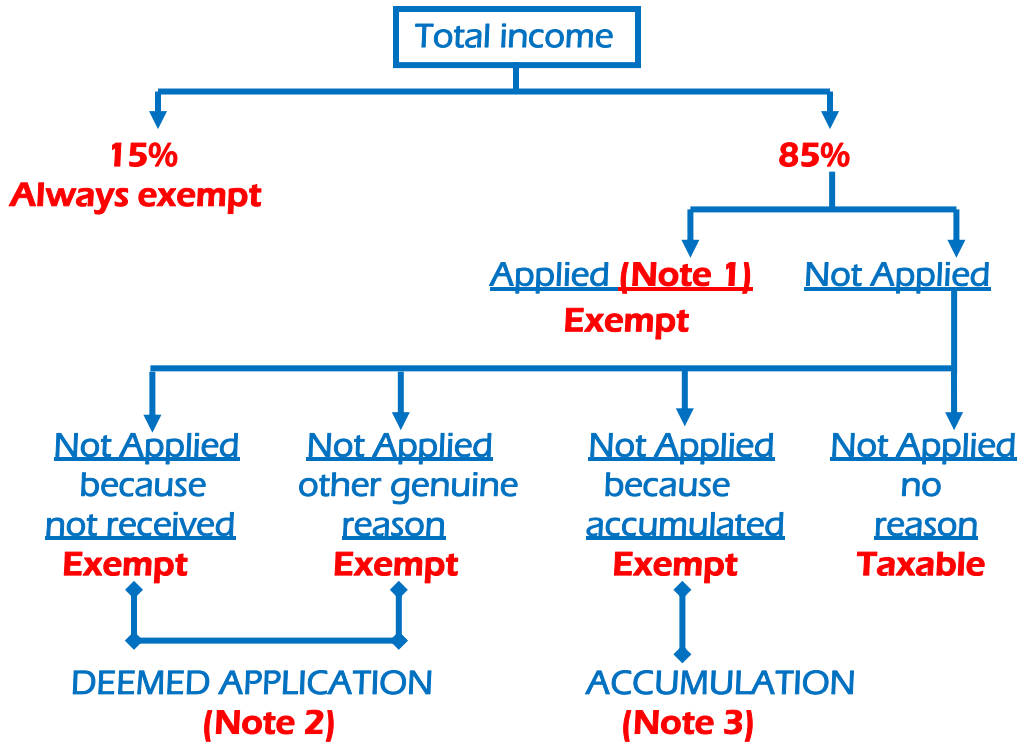 Total income
15%
Always exempt
85%
Applied (Note 1)
Exempt
Not Applied
Not Applied
because
not received
Exempt
Not Applied
other genuine
reason
Exempt
Not Applied
because
accumulated
Exempt
Not Applied
no
reason
Taxable
DEEMED APPLICATION
(Note 2)
ACCUMULATION
(Note 3)